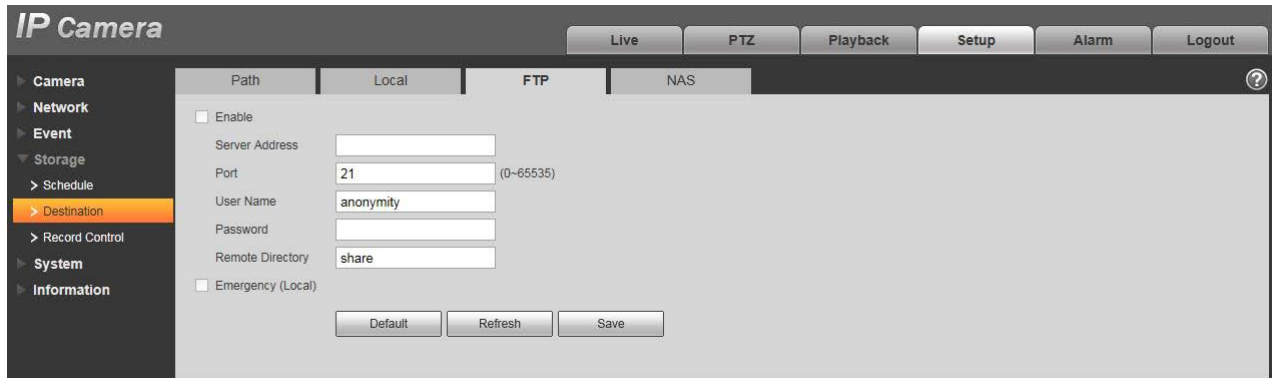 IP Camera
Live PTZ Playback Setup Alarm Logout
Camera
Network
Event
Storage
> Schedule
> Destination
> Record Control
System
Information
Path Local FTP NAS ?
Enable
Server Address
Port 21 (0~65535)
User Name anonymity
Password
Remote Directory share
Emergency (Local)
Default Refresh Save